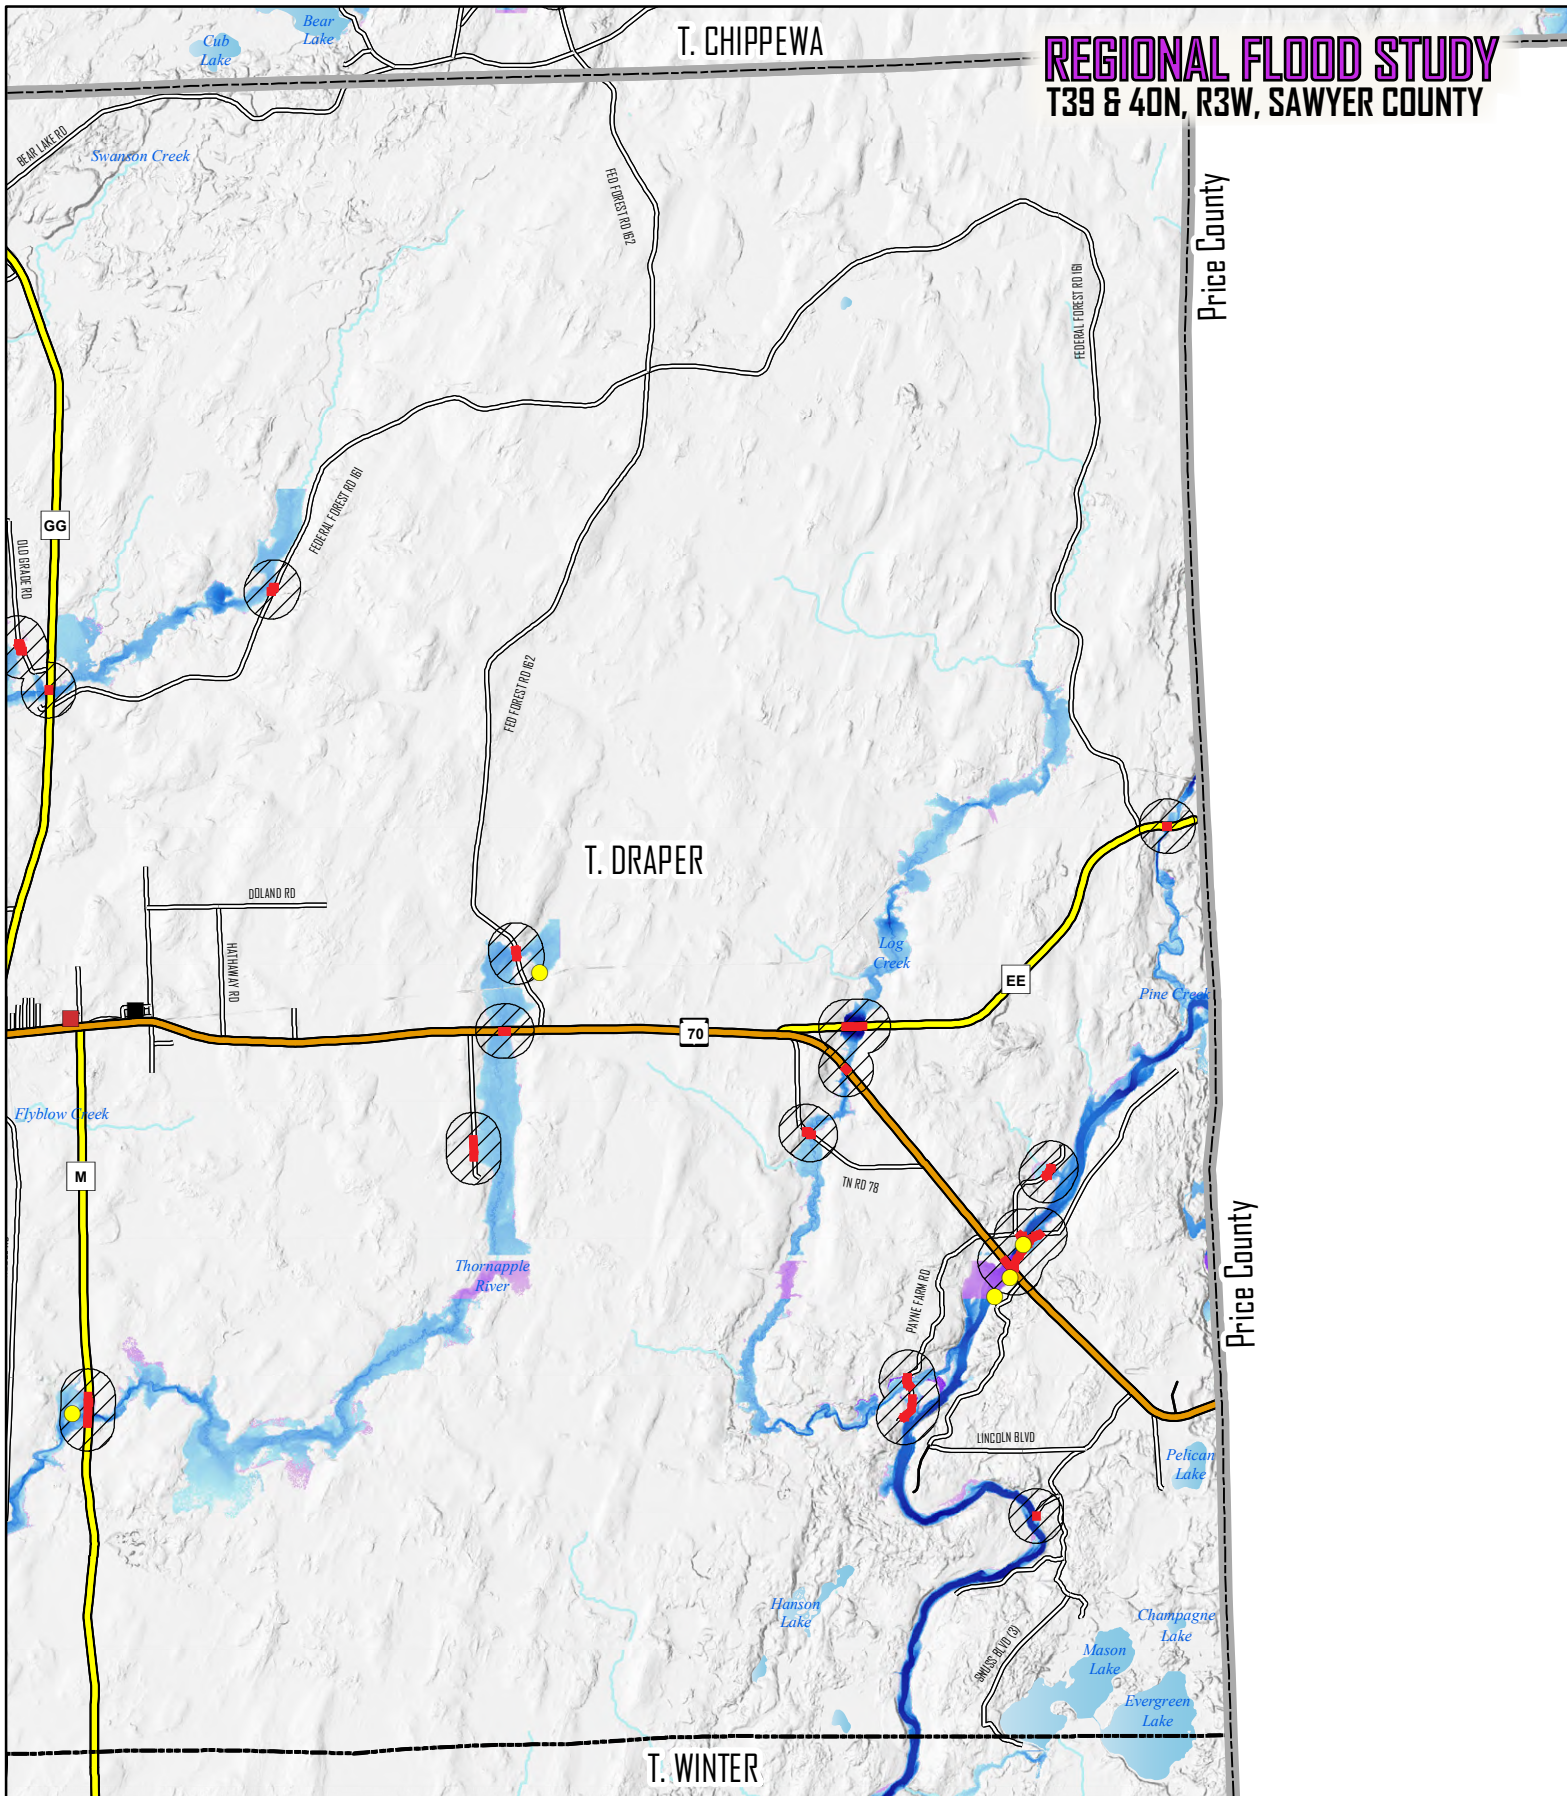 REGIONAL FLOOD STUDY
T39 & 40N, R3W, SAWYER COUNTY
T. CHIPPEWA
Bear
Lake
Cub
Lake
BEAR LAKE RD
Swanson Creek
FED FOREST RD 162
Price County
FEDERAL FOREST RD 161
GG
FEDERAL FOREST RD 161
OLD GRADE RD
FED FOREST RD 162
T. DRAPER
DOLAND RD
HATHAWAY RD
Log
Creek
EE
Pine Creek
70
Flyblow Creek
M
TN RD 78
Thornapple
River
PAYNE FARM RD
Price County
LINCOLN BLVD
Pelican
Lake
Hanson
Lake
SMUSS BLVD (3)
Champagne
Lake
Mason
Lake
Evergreen
Lake
T. WINTER